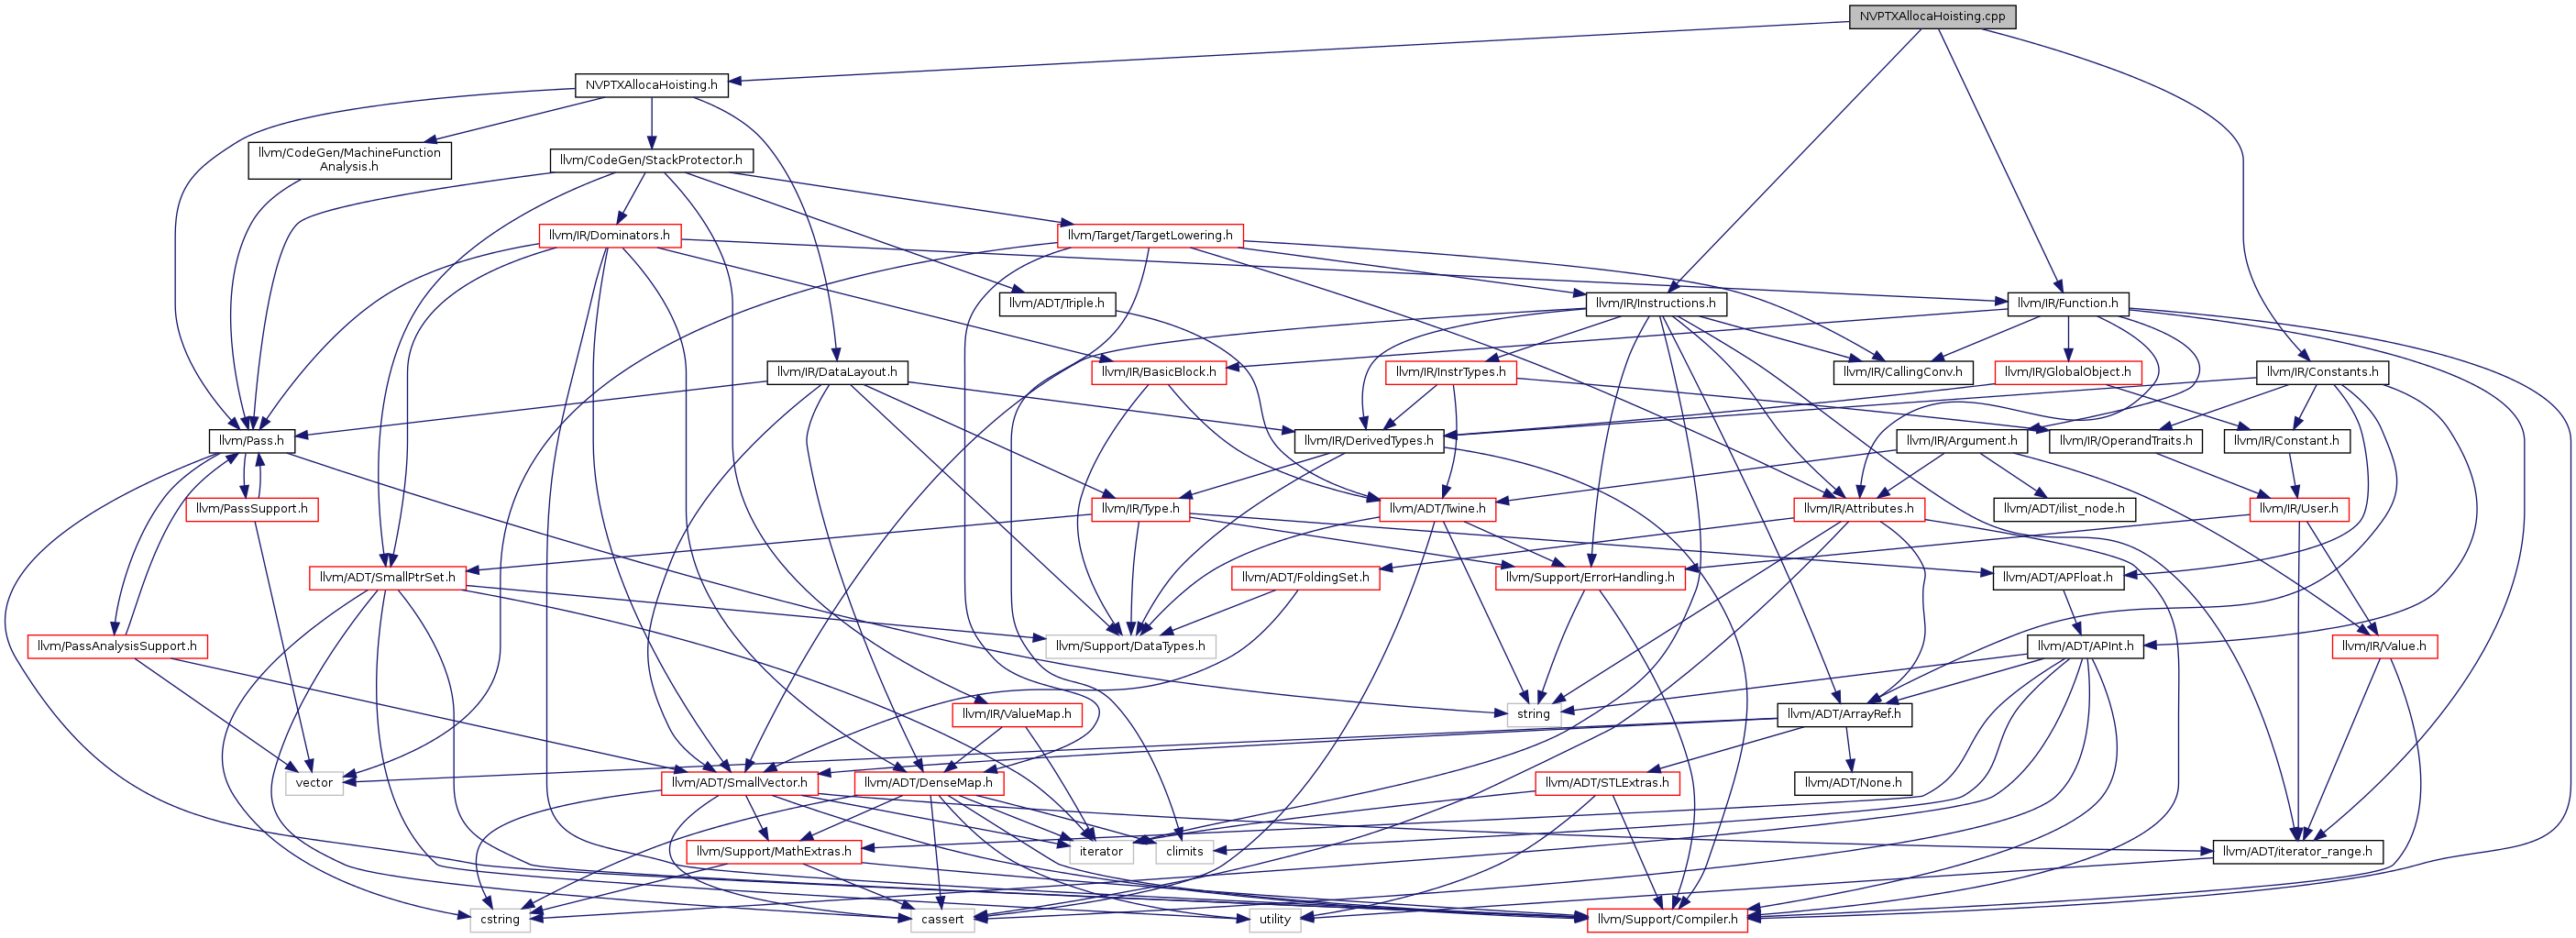 NVPTXAllocaHoisting.cpp
NVPTXAllocaHoisting.h
llvm/CodeGen/MachineFunction
Analysis.h
llvm/CodeGen/StackProtector.h
llvm/IR/Dominators.h
llvm/Target/TargetLowering.h
llvm/ADT/Triple.h
llvm/IR/Instructions.h
llvm/IR/Function.h
llvm/IR/DataLayout.h
llvm/IR/BasicBlock.h
llvm/IR/InstrTypes.h
llvm/IR/CallingConv.h
llvm/IR/GlobalObject.h
llvm/IR/Constants.h
llvm/Pass.h
llvm/IR/DerivedTypes.h
llvm/IR/Argument.h
llvm/IR/OperandTraits.h
llvm/IR/Constant.h
llvm/PassSupport.h
llvm/IR/Type.h
llvm/ADT/Twine.h
llvm/IR/Attributes.h
llvm/ADT/ilist_node.h
llvm/IR/User.h
llvm/ADT/SmallPtrSet.h
llvm/ADT/FoldingSet.h
llvm/Support/ErrorHandling.h
llvm/ADT/APFloat.h
llvm/PassAnalysisSupport.h
llvm/Support/DataTypes.h
llvm/ADT/APInt.h
llvm/IR/Value.h
llvm/IR/ValueMap.h
string
llvm/ADT/ArrayRef.h
vector
llvm/ADT/SmallVector.h
llvm/ADT/DenseMap.h
llvm/ADT/STLExtras.h
llvm/ADT/None.h
llvm/Support/MathExtras.h
iterator
climits
llvm/ADT/iterator_range.h
cstring
cassert
utility
llvm/Support/Compiler.h